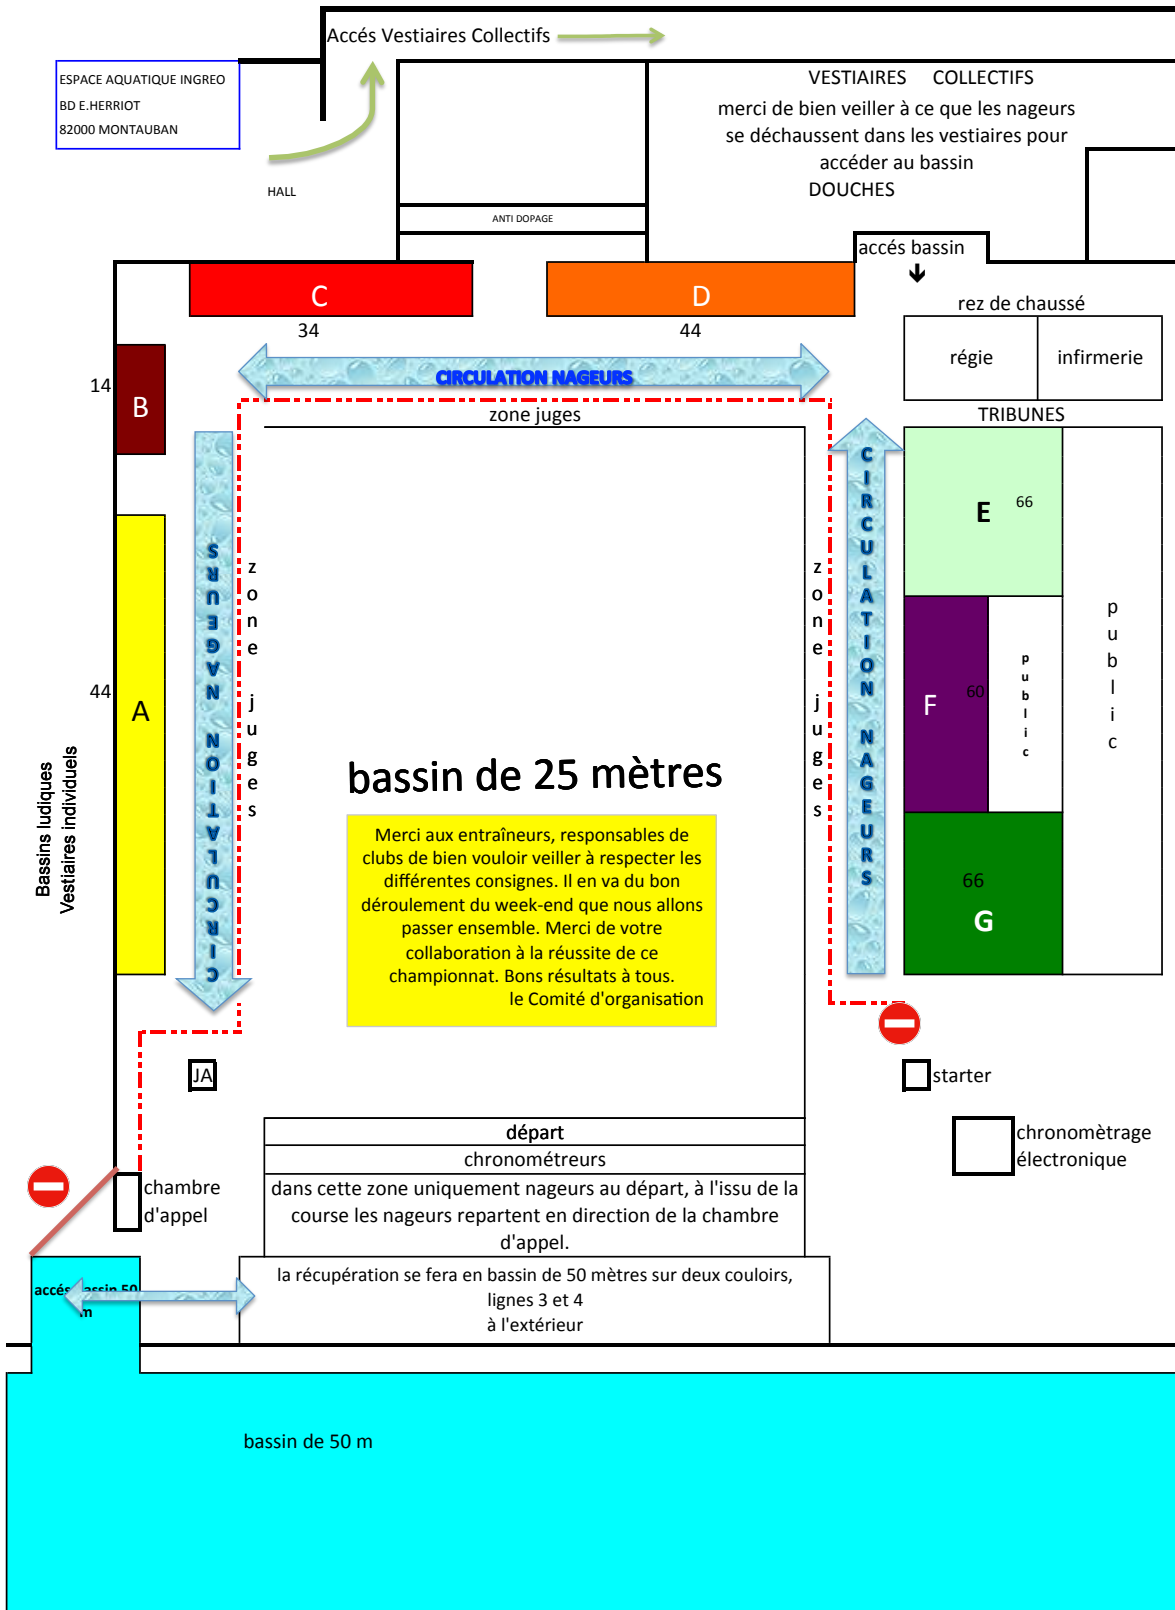 Accés Vestiaires Collectifs
ESPACE AQUATIQUE INGREO
BD E.HERRIOT
82000 MONTAUBAN
HALL
VESTIAIRES COLLECTIFS
merci de bien veiller à ce que les nageurs
se déchaussent dans les vestiaires pour
accéder au bassin
DOUCHES
ANTI DOPAGE
accés bassin
C
D
34
44
rez de chaussé
régie
infirmerie
CIRCULATION NAGEURS
14
B
zone juges
TRIBUNES
CIRCULATION NAGEURS
zone juges
zone juges
CIRCULATION NAGEURS
E 66
F 60
public
public
44
A
Bassins ludiques
Vestiaires individuels
bassin de 25 mètres
Merci aux entraîneurs, responsables de
clubs de bien vouloir veiller à respecter les
différentes consignes. Il en va du bon
déroulement du week-end que nous allons
passer ensemble. Merci de votre
collaboration à la réussite de ce
championnat. Bons résultats à tous.
le Comité d'organisation
66
G
JA
starter
chronomètrage
électronique
départ
chronométreurs
dans cette zone uniquement nageurs au départ, à l'issu de la
course les nageurs repartent en direction de la chambre
d'appel.
chambre
d'appel
la récupération se fera en bassin de 50 mètres sur deux couloirs,
lignes 3 et 4
à l'extérieur
accés bassin 50
m
bassin de 50 m